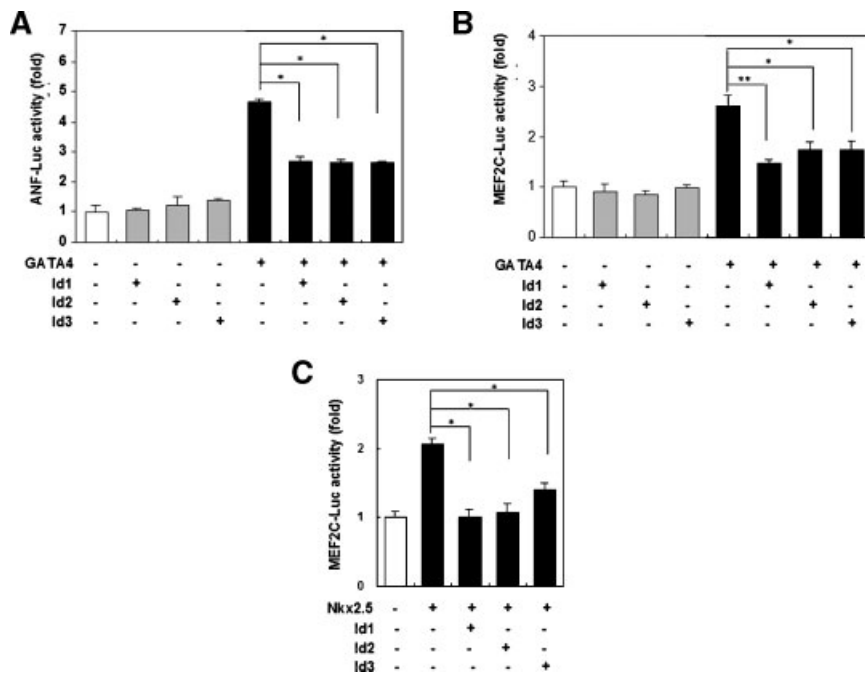 A
ANF-Luc activity (fold)
7
6
5
4
3
2
1
0
* 
*
*
GATA4 - - - - + + + +
Id1 - + - - - + - -
Id2 - - + - - - + -
Id3 - - - + - - - +
B
MEF2C-Luc activity (fold)
4
3
2
1
0
*
*
**
GATA4 - - - - + + + +
Id1 - + - - - + - -
Id2 - - + - - - + -
Id3 - - - + - - - +
C
MEF2C-Luc activity (fold)
3
2
1
0
*
*
*
Nkx2.5 - + + + +
Id1 - - + - -
Id2 - - - + -
Id3 - - - - +